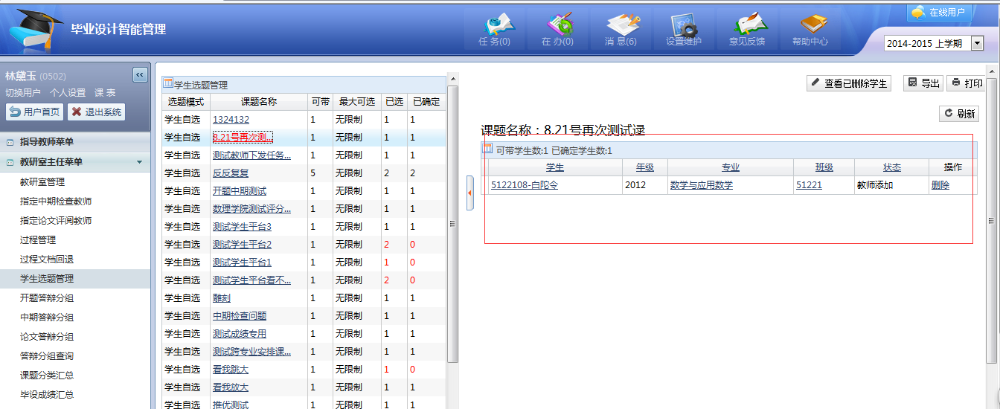 毕业设计智能管理
任 务(0)
在 办(0)
消 息(6)
设置维护
意见反馈
帮助中心
在线用户
2014-2015 上学期
林黛玉 (0502)
切换用户 个人设置 课 表
用户首页 退出系统
指导教师菜单
教研室主任菜单
教研室管理
指定中期检查教师
指定论文评阅教师
过程管理
过程文档回退
学生选题管理
开题答辩分组
中期答辩分组
论文答辩分组
答辩分组查询
课题分类汇总
毕设成绩汇总
学生选题管理
选题模式 课题名称 可带 最大可选 已选 已确定
学生自选 1324132 1 无限制 1 1
学生自选 8.21号再次测... 1 无限制 1 1
学生自选 测试教师下发任务... 1 无限制 1 1
学生自选 反反复复 5 无限制 2 2
学生自选 开题中期测试 1 无限制 1 1
学生自选 数理学院测试评分... 1 无限制 1 1
学生自选 测试学生平台3 1 无限制 1 1
学生自选 测试学生平台2 1 无限制 2 0
学生自选 测试学生平台1 1 无限制 1 0
学生自选 测试学生平台看不... 1 无限制 2 0
学生自选 雕刻 1 无限制 1 1
学生自选 中期检查问题 1 无限制 1 1
学生自选 测试成绩专用 1 无限制 1 1
学生自选 测试跨专业安排课... 1 无限制 1 1
学生自选 看我跳大 1 无限制 1 0
学生自选 看我放大 1 无限制 1 1
学生自选 推优测试 1 无限制 1 1
查看已删除学生 导出 打印
刷新
课题名称：8.21号再次测试逯
可带学生数:1 已确定学生数:1
学生 年级 专业 班级 状态 操作
5122108-白陀令 2012 数学与应用数学 51221 教师添加 删除